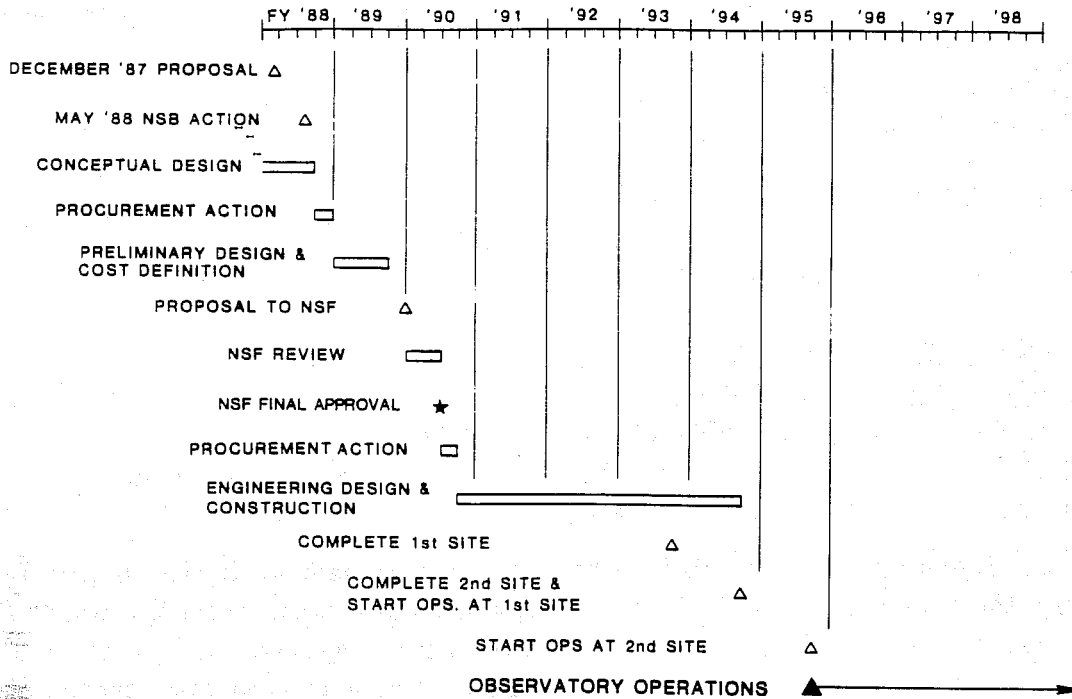 FY '88 '89 '90 '91 '92 '93 '94 '95 '96 '97 '98
DECEMBER '87 PROPOSAL
MAY '88 NSB ACTION
CONCEPTUAL DESIGN
PROCUREMENT ACTION
PRELIMINARY DESIGN &
COST DEFINITION
PROPOSAL TO NSF
NSF REVIEW
NSF FINAL APPROVAL
PROCUREMENT ACTION
ENGINEERING DESIGN &
CONSTRUCTION
COMPLETE 1st SITE
COMPLETE 2nd SITE &
START OPS. AT 1st SITE
START OPS AT 2nd SITE
OBSERVATORY OPERATIONS